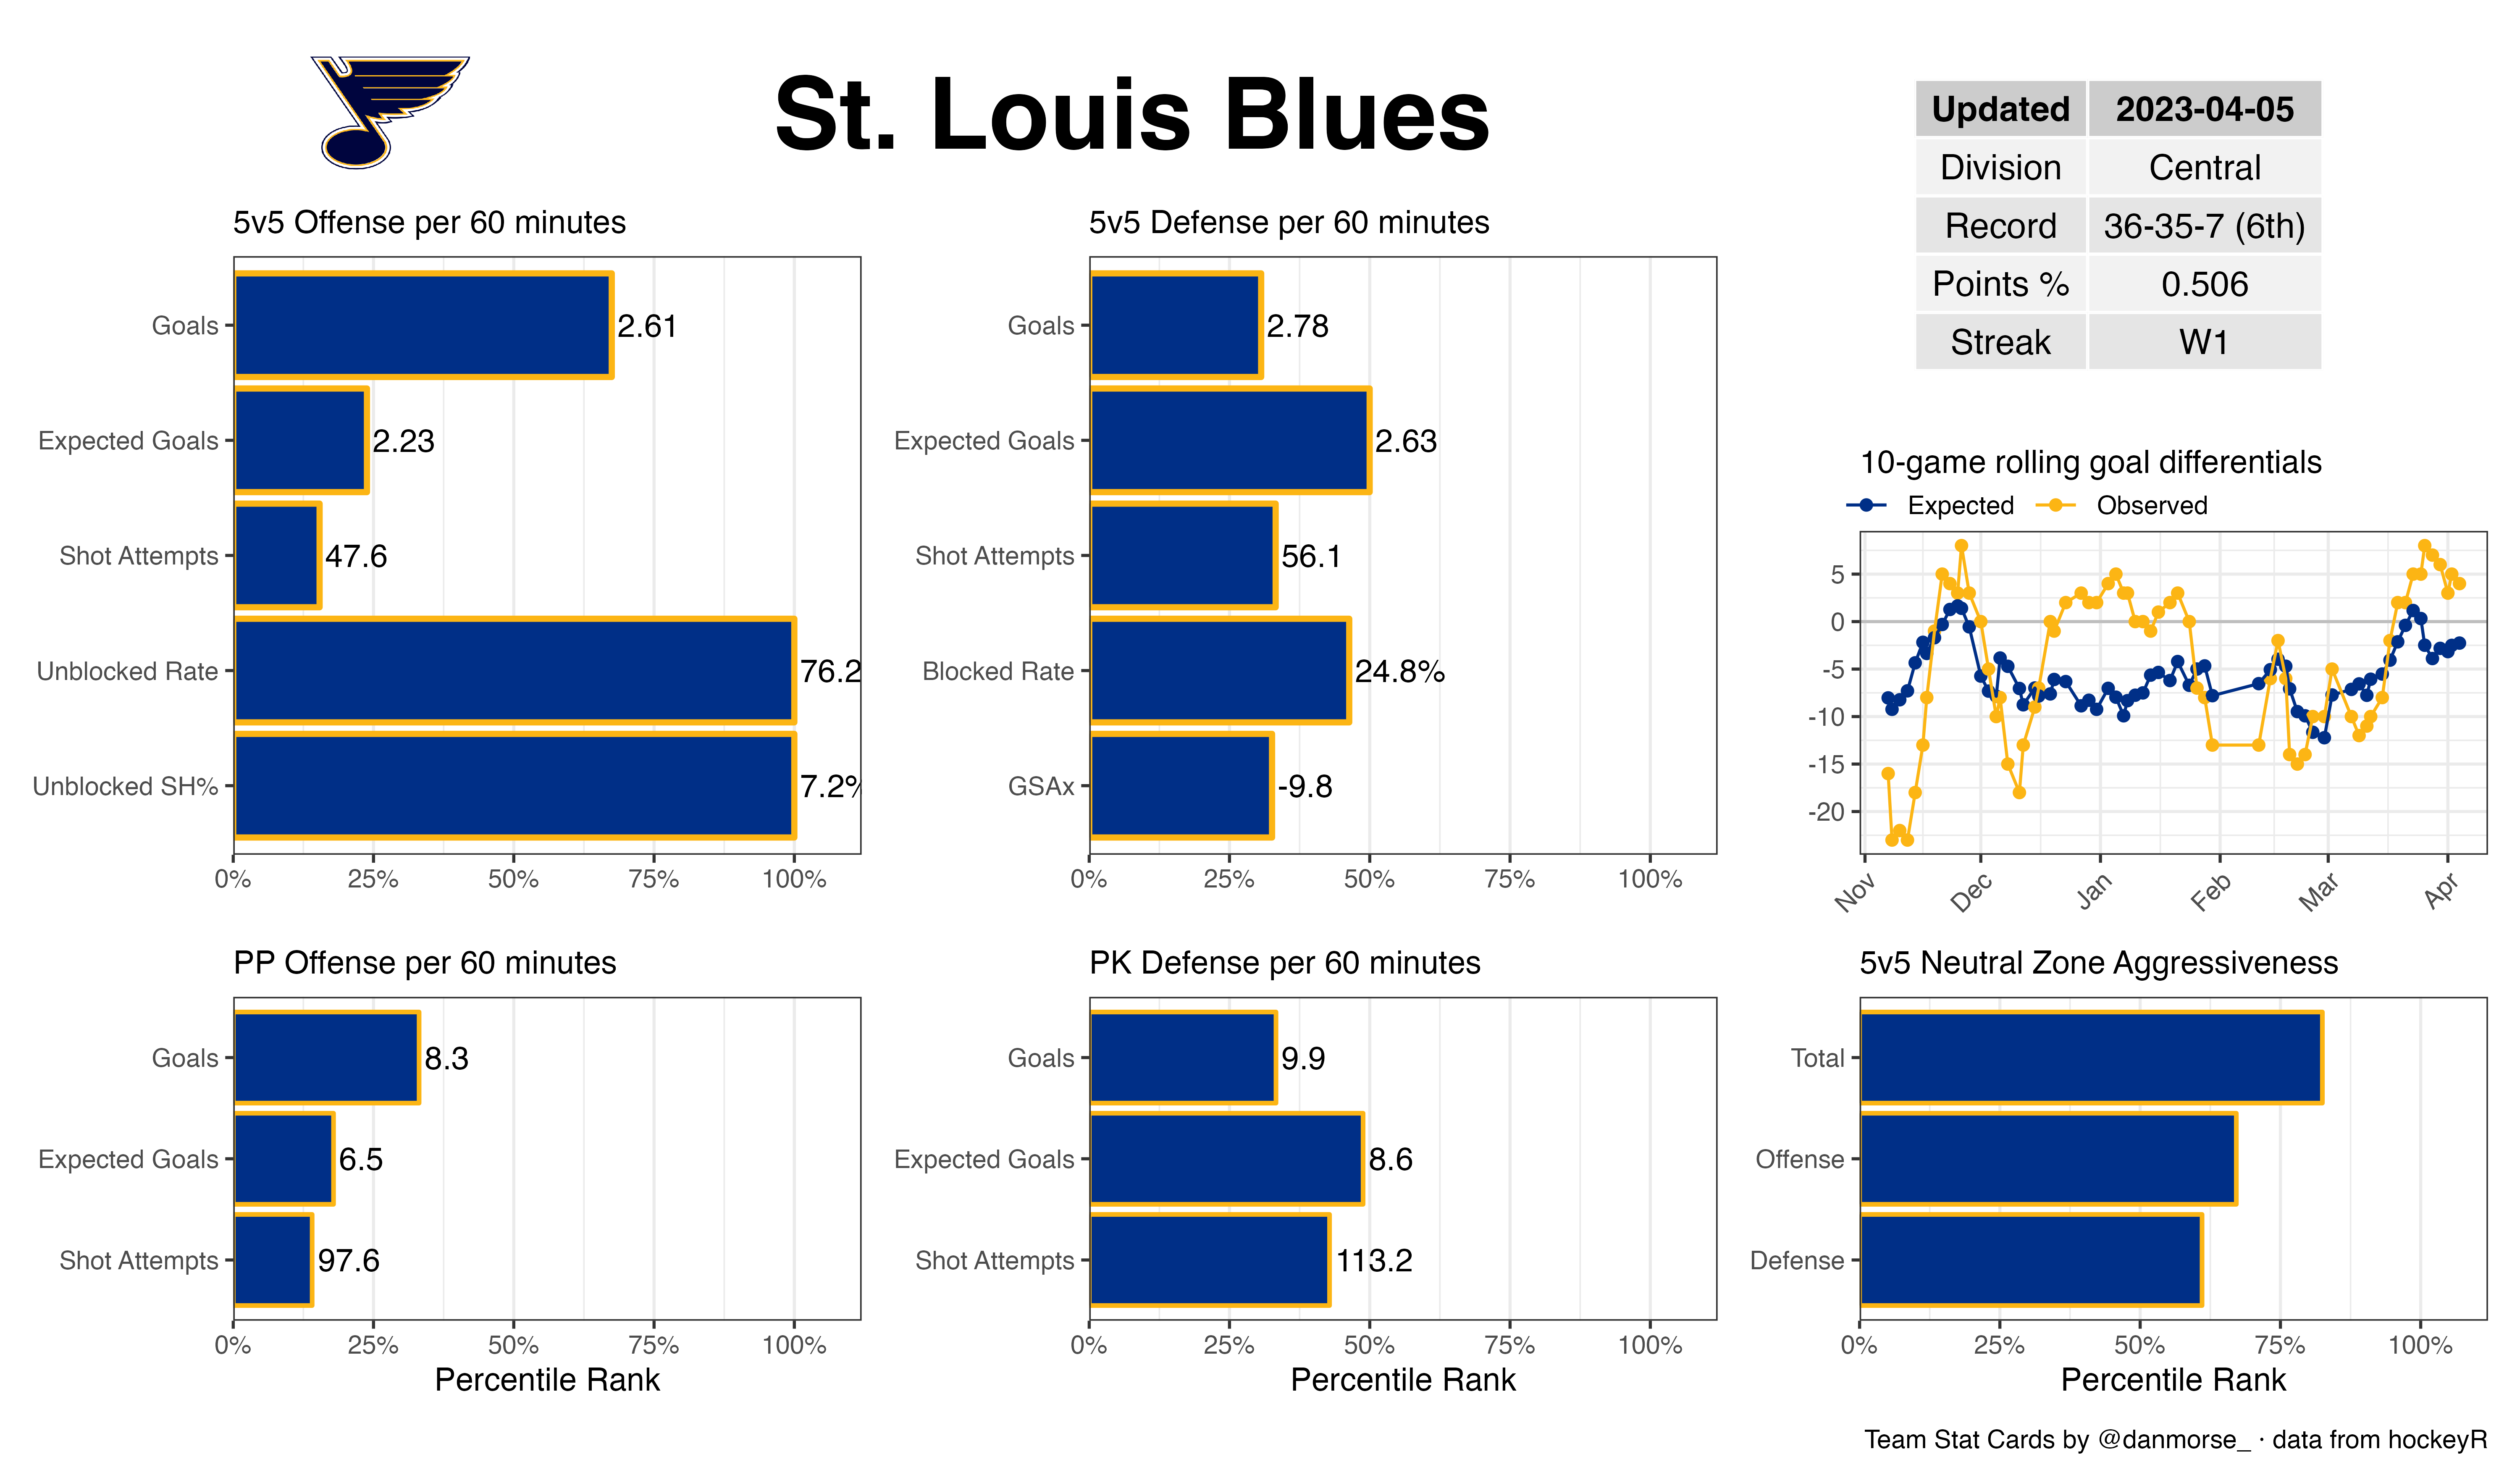 St. Louis Blues
Updated 2023-04-05
Division Central
Record 36-35-7 (6th)
Points % 0.506
Streak W1
5v5 Offense per 60 minutes
Goals 2.61
Expected Goals 2.23
Shot Attempts 47.6
Unblocked Rate 76.2
Unblocked SH% 7.2%
0% 25% 50% 75% 100%
5v5 Defense per 60 minutes
Goals 2.78
Expected Goals 2.63
Shot Attempts 56.1
Blocked Rate 24.8%
GSAx -9.8
0% 25% 50% 75% 100%
10-game rolling goal differentials
Expected Observed
5
0
-5
-10
-15
-20
Nov Dec Jan Feb Mar Apr
PP Offense per 60 minutes
Goals 8.3
Expected Goals 6.5
Shot Attempts 97.6
0% 25% 50% 75% 100%
Percentile Rank
PK Defense per 60 minutes
Goals 9.9
Expected Goals 8.6
Shot Attempts 113.2
0% 25% 50% 75% 100%
Percentile Rank
5v5 Neutral Zone Aggressiveness
Total
Offense
Defense
0% 25% 50% 75% 100%
Percentile Rank
Team Stat Cards by @danmorse_ · data from hockeyR